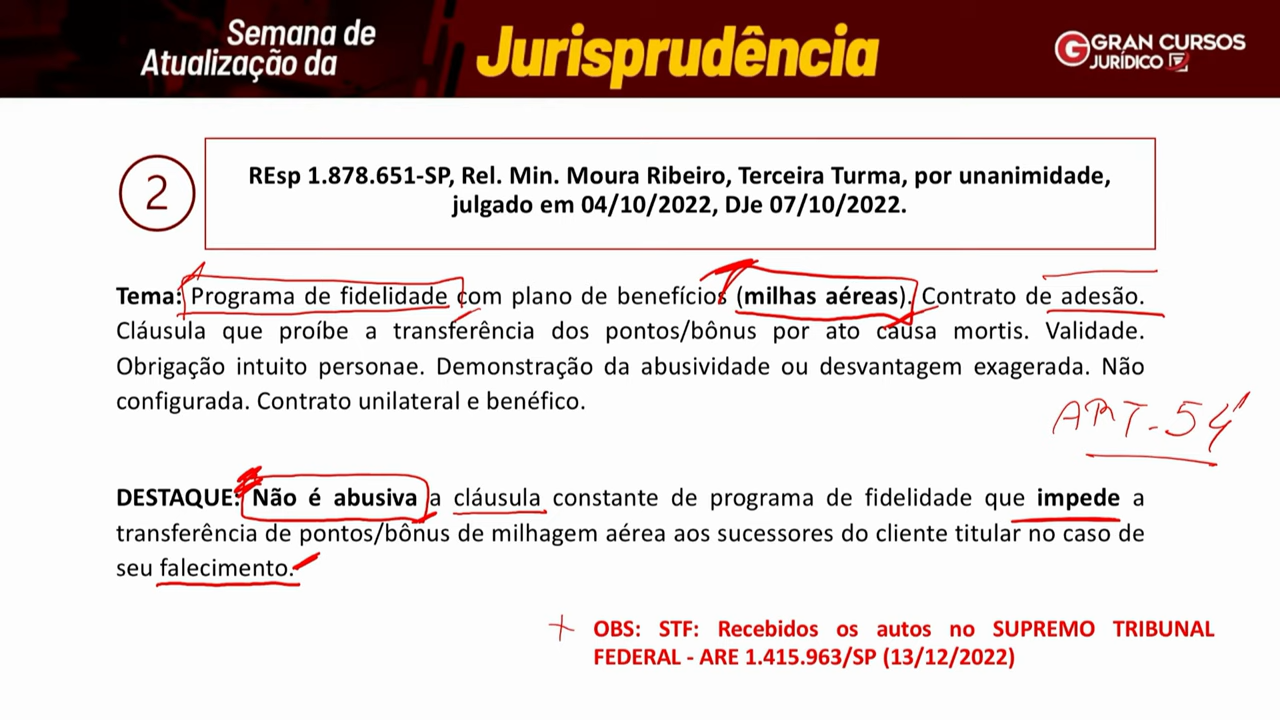 Semana de
Atualização da
Jurisprudência
GRAN CURSOS
JURÍDICO
2
REsp 1.878.651-SP, Rel. Min. Moura Ribeiro, Terceira Turma, por unanimidade,
julgado em 04/10/2022, DJe 07/10/2022.
Tema: Programa de fidelidade com plano de benefícios (milhas aéreas). Contrato de adesão.
Cláusula que proíbe a transferência dos pontos/bônus por ato causa mortis. Validade.
Obrigação intuito personae. Demonstração da abusividade ou desvantagem exagerada. Não
configurada. Contrato unilateral e benéfico.
ART. 54
DESTAQUE: Não é abusiva a cláusula constante de programa de fidelidade que impede a
transferência de pontos/bônus de milhagem aérea aos sucessores do cliente titular no caso de
seu falecimento.
OBS: STF: Recebidos os autos no SUPREMO TRIBUNAL
FEDERAL - ARE 1.415.963/SP (13/12/2022)